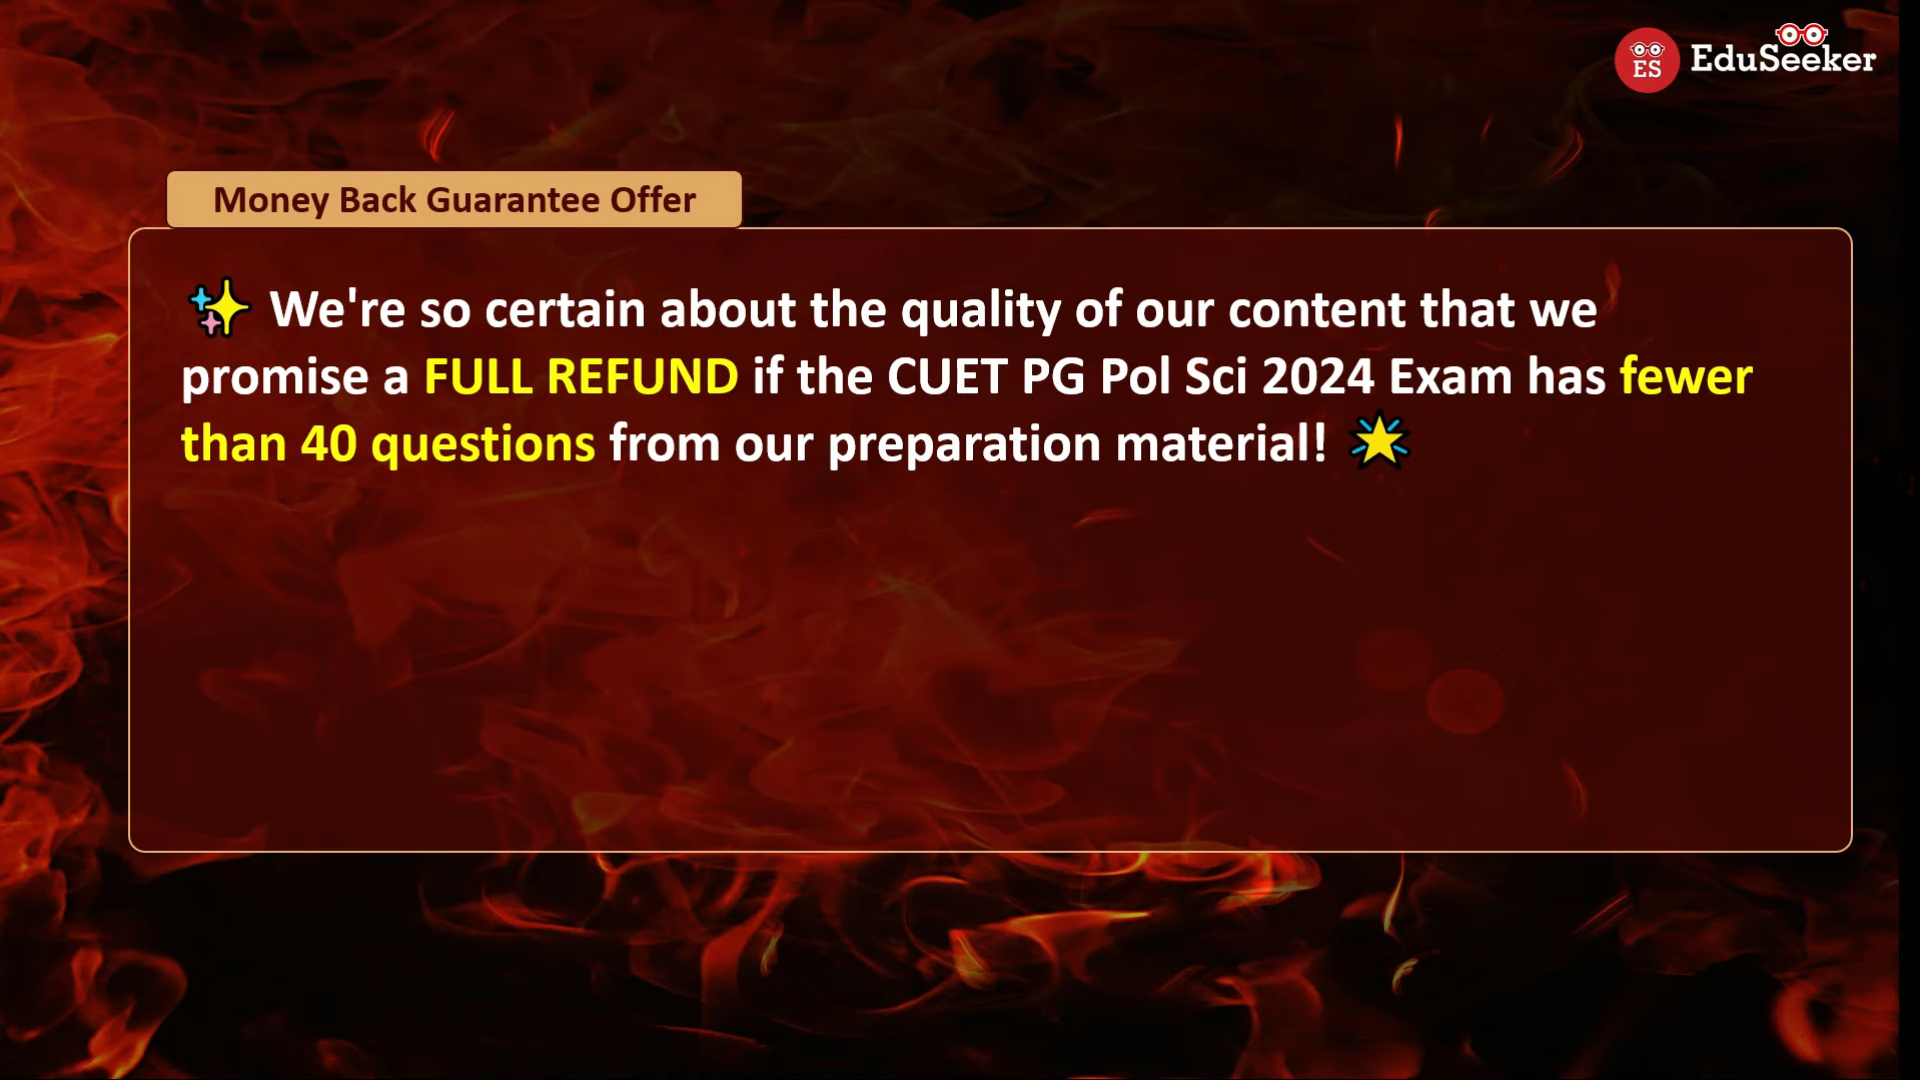 ES EduSeeker
Money Back Guarantee Offer
✨ We're so certain about the quality of our content that we
promise a FULL REFUND if the CUET PG Pol Sci 2024 Exam has fewer
than 40 questions from our preparation material! 🌟